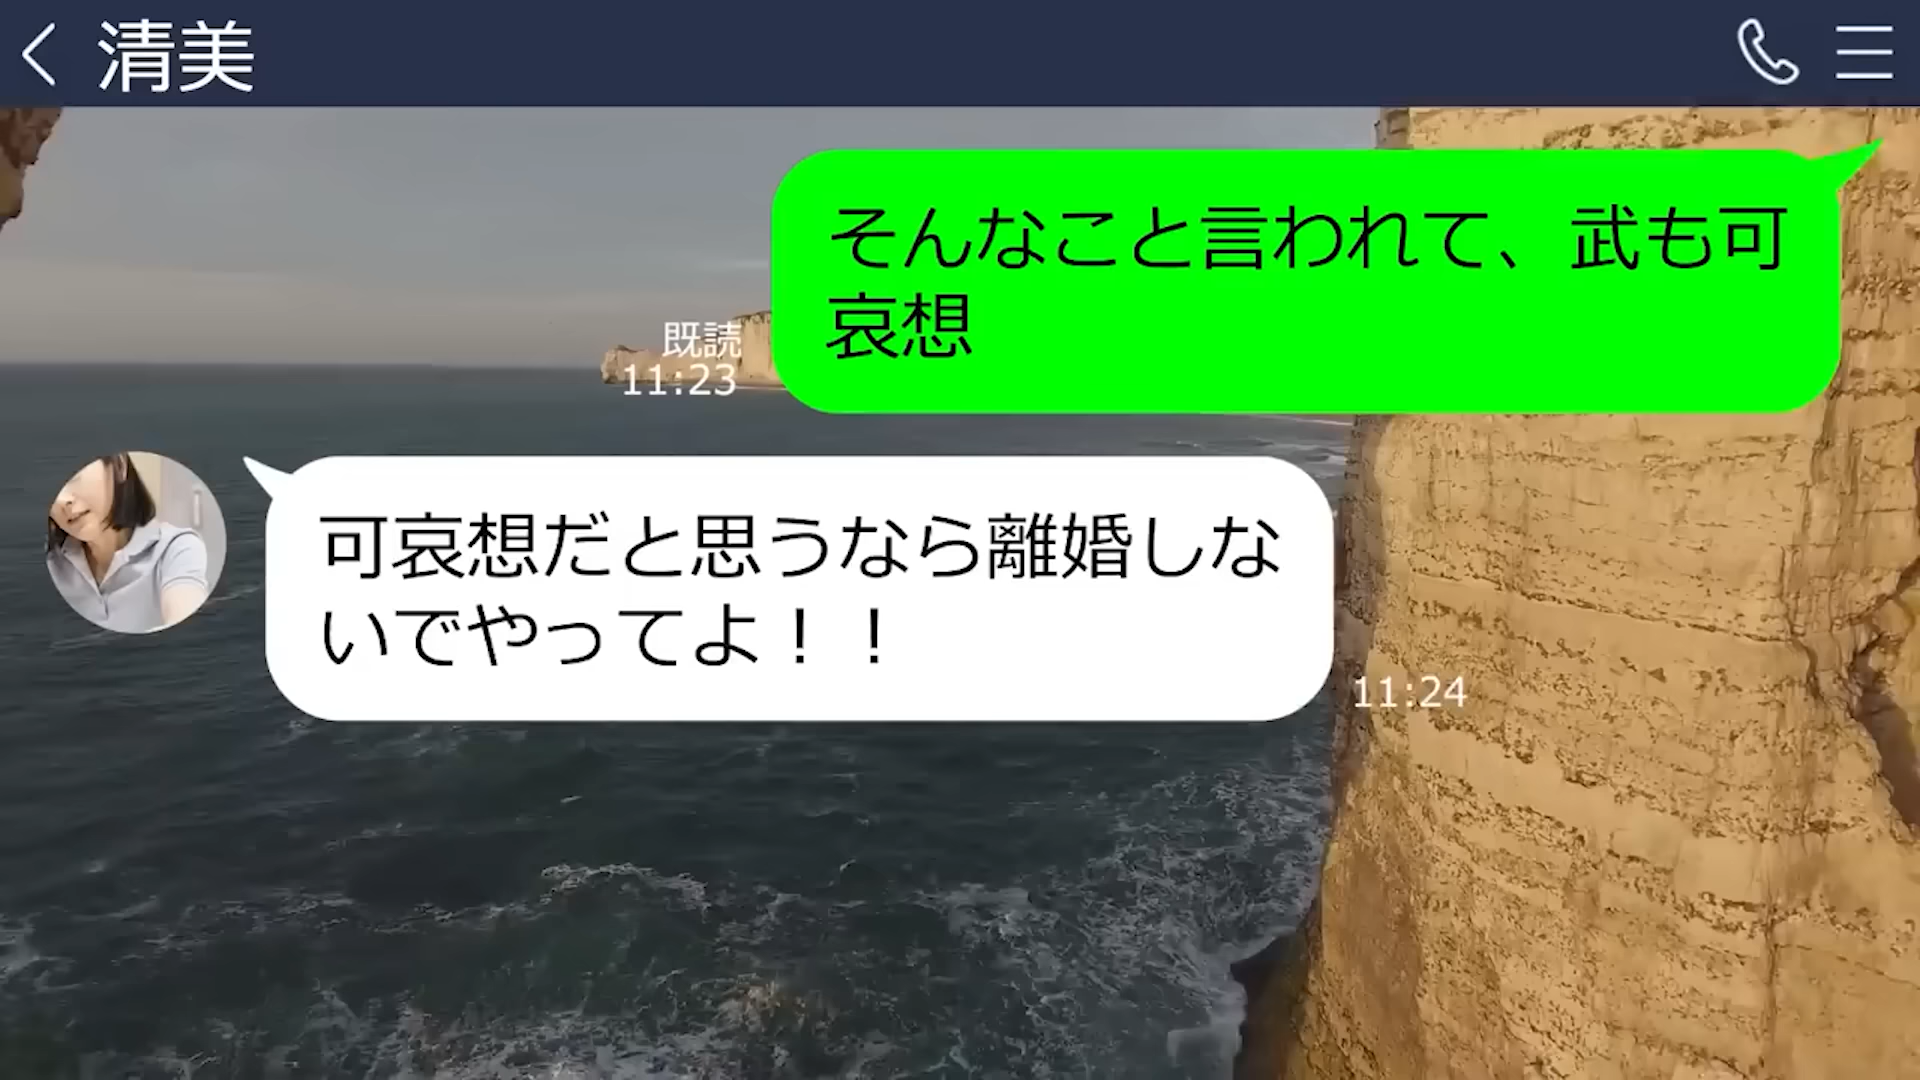 清美
そんなこと言われて、武も可
哀想
既読
11:23
可哀想だと思うなら離婚しな
いでやってよ！！
11:24